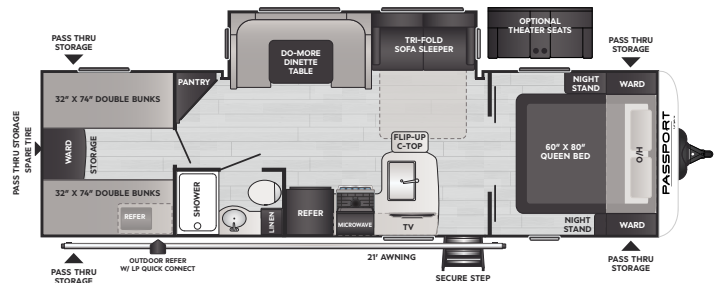 PASS THRU
STORAGE
OPTIONAL
THEATER SEATS
PASS THRU
STORAGE
DO-MORE
DINETTE
TABLE
TRI-FOLD
SOFA SLEEPER
PANTRY
NIGHT
STAND
WARD
32" X 74" DOUBLE BUNKS
PASS THRU STORAGE
SPARE TIRE
WARD
STORAGE
FLIP-UP
C-TOP
60" X 80"
QUEEN BED
O/H
PASSPORT
32" X 74" DOUBLE BUNKS
REFER
SHOWER
LINEN
REFER
MICROWAVE
TV
NIGHT
STAND
WARD
PASS THRU
STORAGE
OUTDOOR REFER
W/ LP QUICK CONNECT
21' AWNING
SECURE STEP
PASS THRU
STORAGE